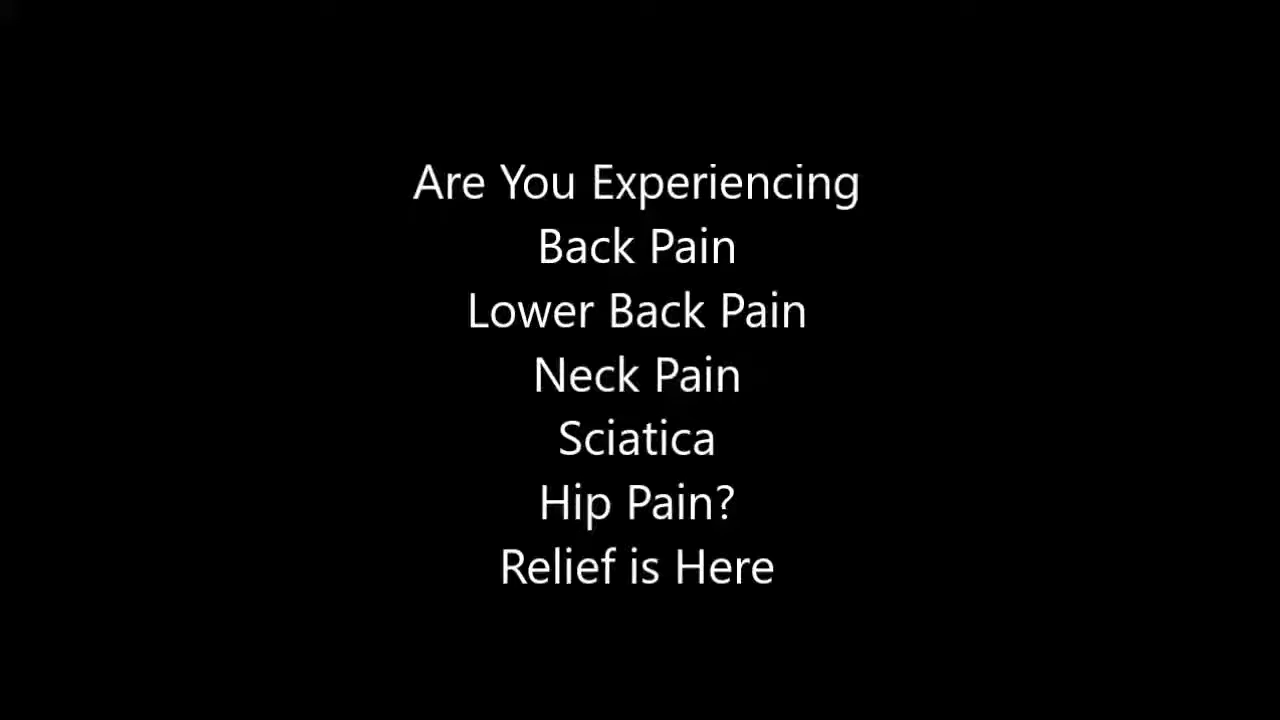 Are You Experiencing
Back Pain
Lower Back Pain
Neck Pain
Sciatica
Hip Pain?
Relief is Here